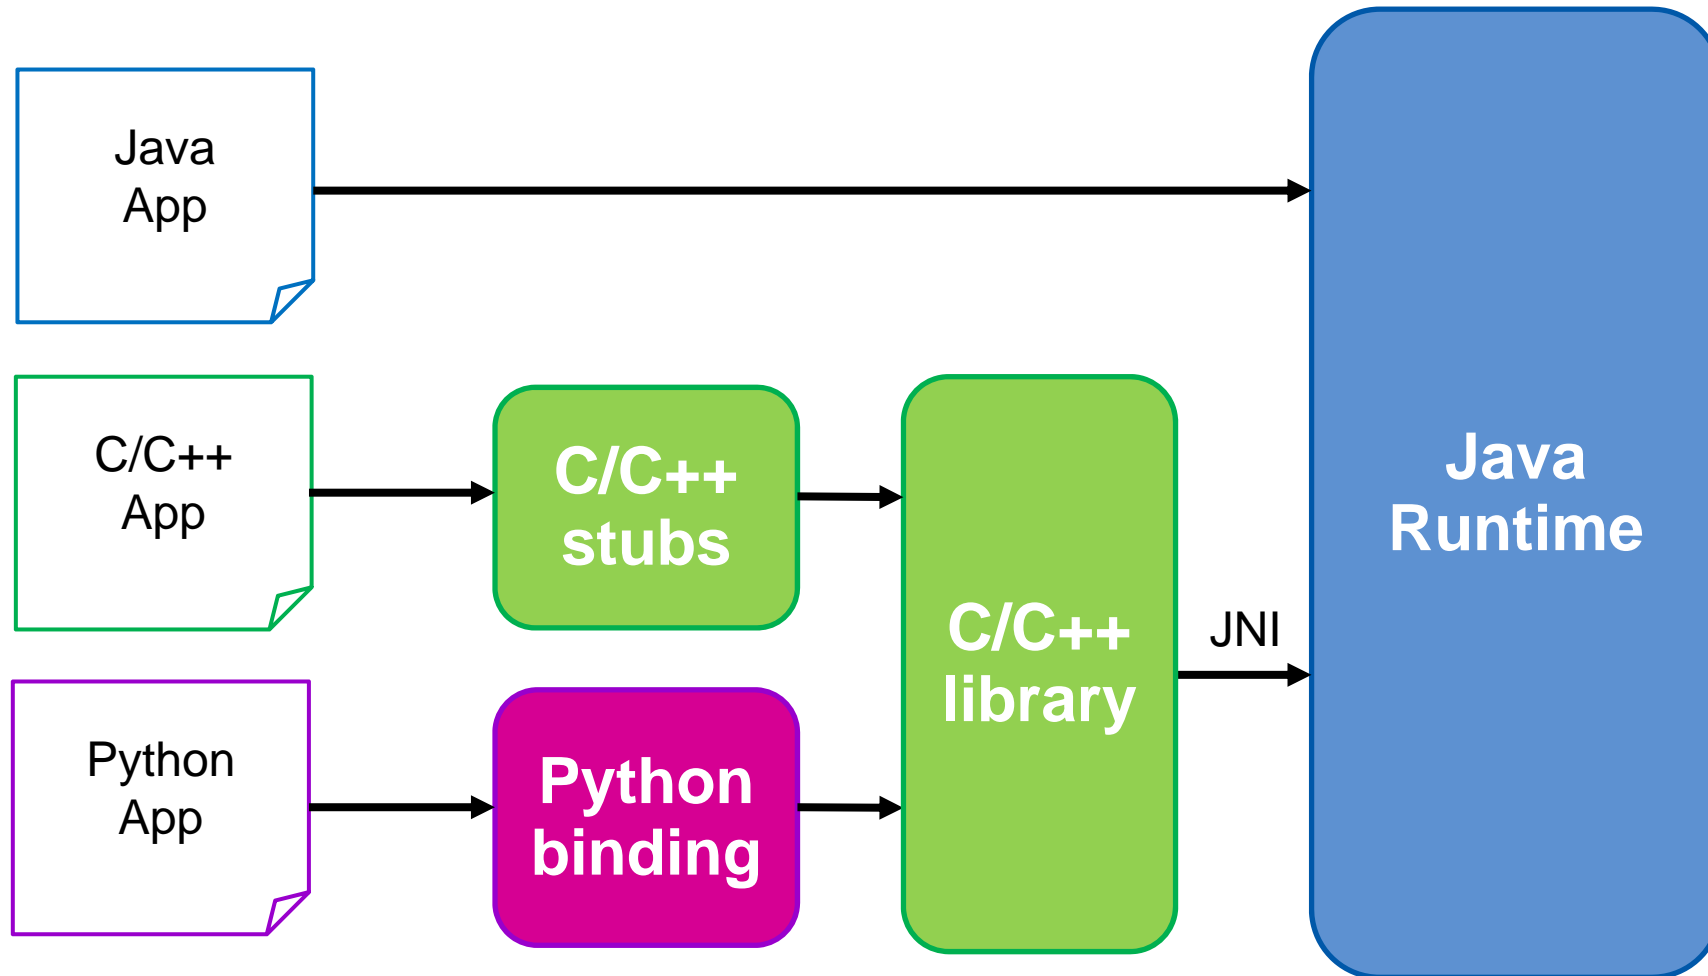 Java
App
C/C++
App
C/C++
stubs
Python
App
Python
binding
C/C++
library
JNI
Java
Runtime